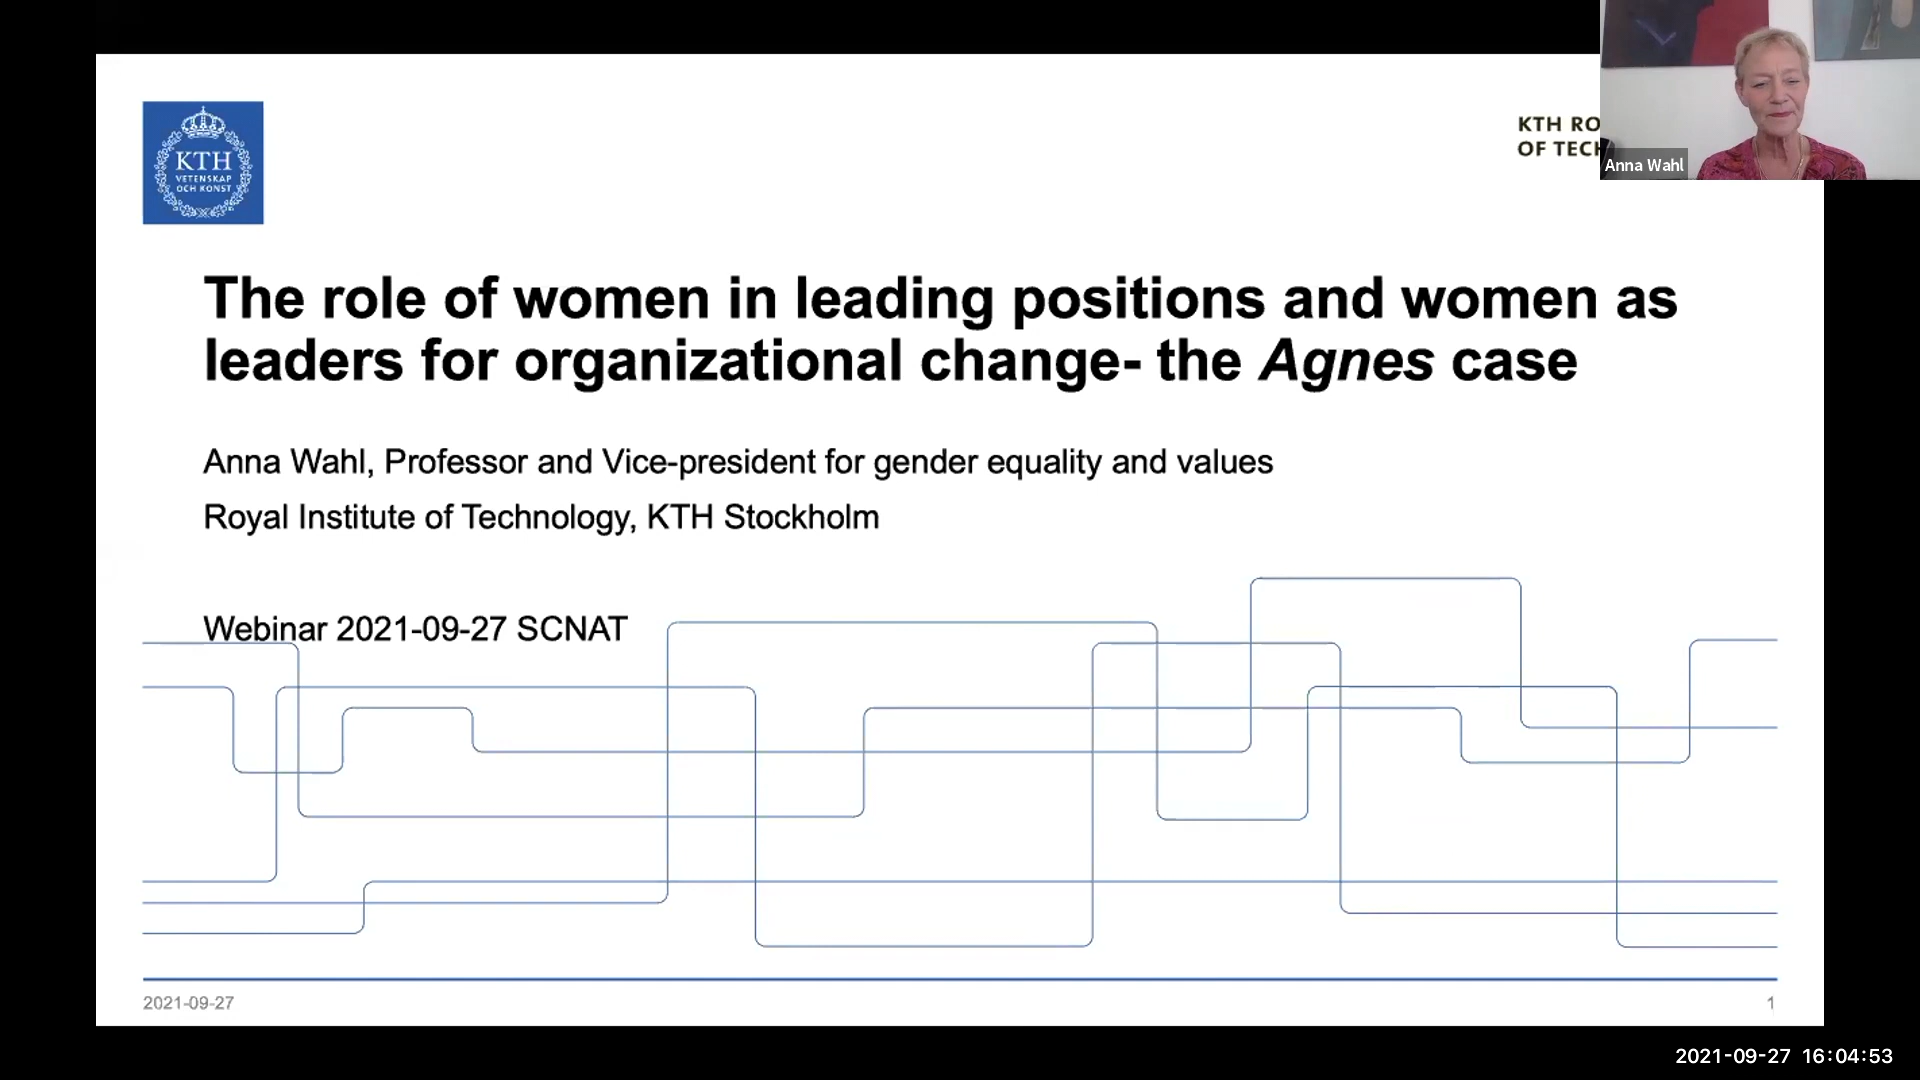 KTH
VETENSKAP
OCH KONST
KTH RO
OF TECH
Anna Wahl
The role of women in leading positions and women as
leaders for organizational change- the Agnes case
Anna Wahl, Professor and Vice-president for gender equality and values
Royal Institute of Technology, KTH Stockholm
Webinar 2021-09-27 SCNAT
2021-09-27
1
2021-09-27 16:04:53